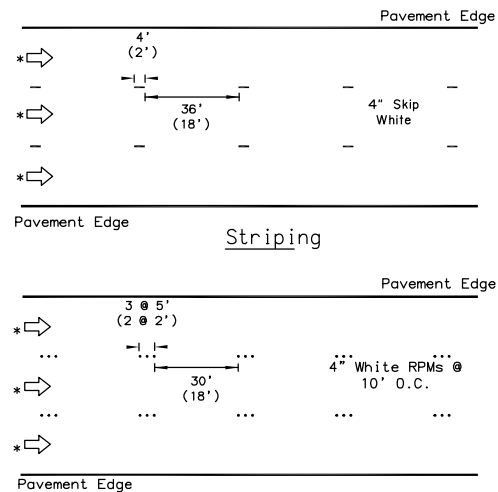 Pavement Edge
4'
(2')
*
36'
(18')
4" Skip
White
*
*
Pavement Edge
Striping
Pavement Edge
3 @ 5'
(2 @ 2')
*
4" White RPMs @
10' O.C.
30'
(18')
*
*
Pavement Edge